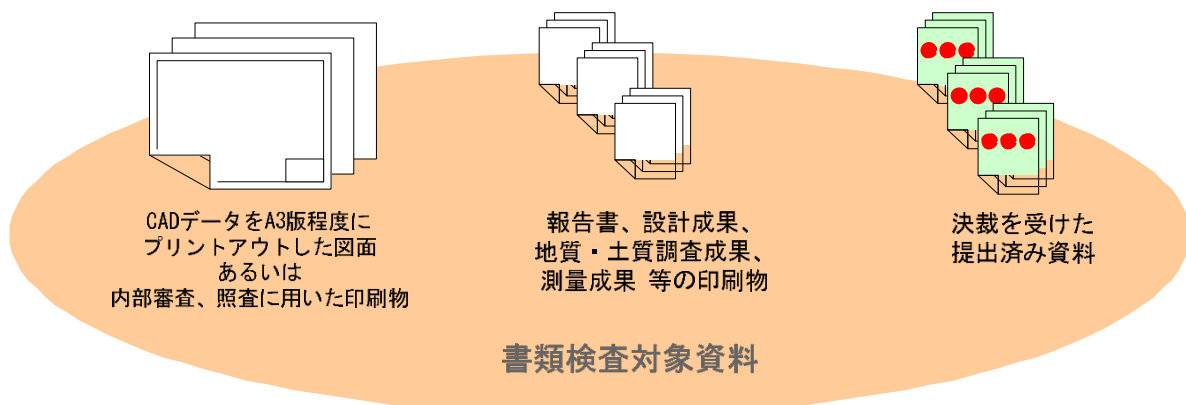 CADデータをA3版程度に
プリントアウトした図面
あるいは
内部審査、照査に用いた印刷物
報告書、設計成果、
地質・土質調査成果、
測量成果 等の印刷物
決裁を受けた
提出済み資料
書類検査対象資料